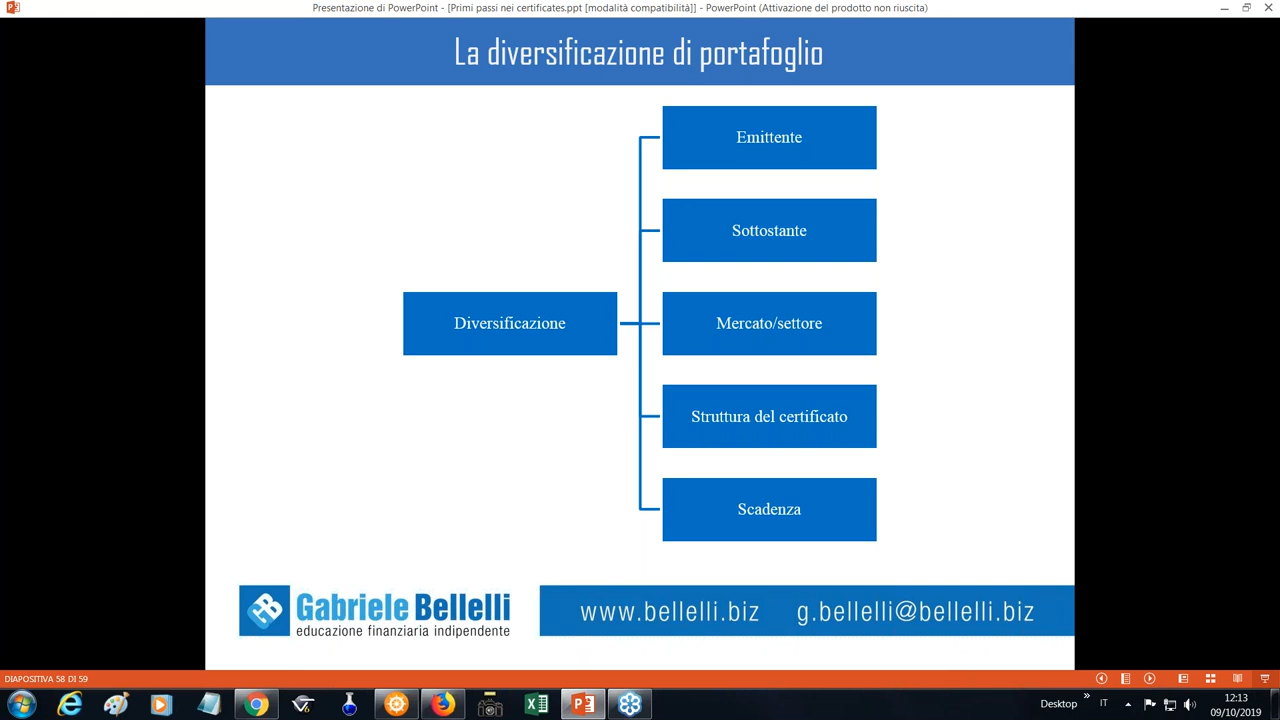 Presentazione di PowerPoint - [Primi passi nei certificates.ppt [modalità compatibilità]] - PowerPoint (Attivazione del prodotto non riuscita)
La diversificazione di portafoglio
Emittente
Sottostante
Diversificazione
Mercato/settore
Struttura del certificato
Scadenza
Gabriele Bellelli
educazione finanziaria indipendente
www.bellelli.biz g.bellelli@bellelli.biz
DIAPOSITIVA 58 DI 59
Desktop
»
IT
12:13
09/10/2019